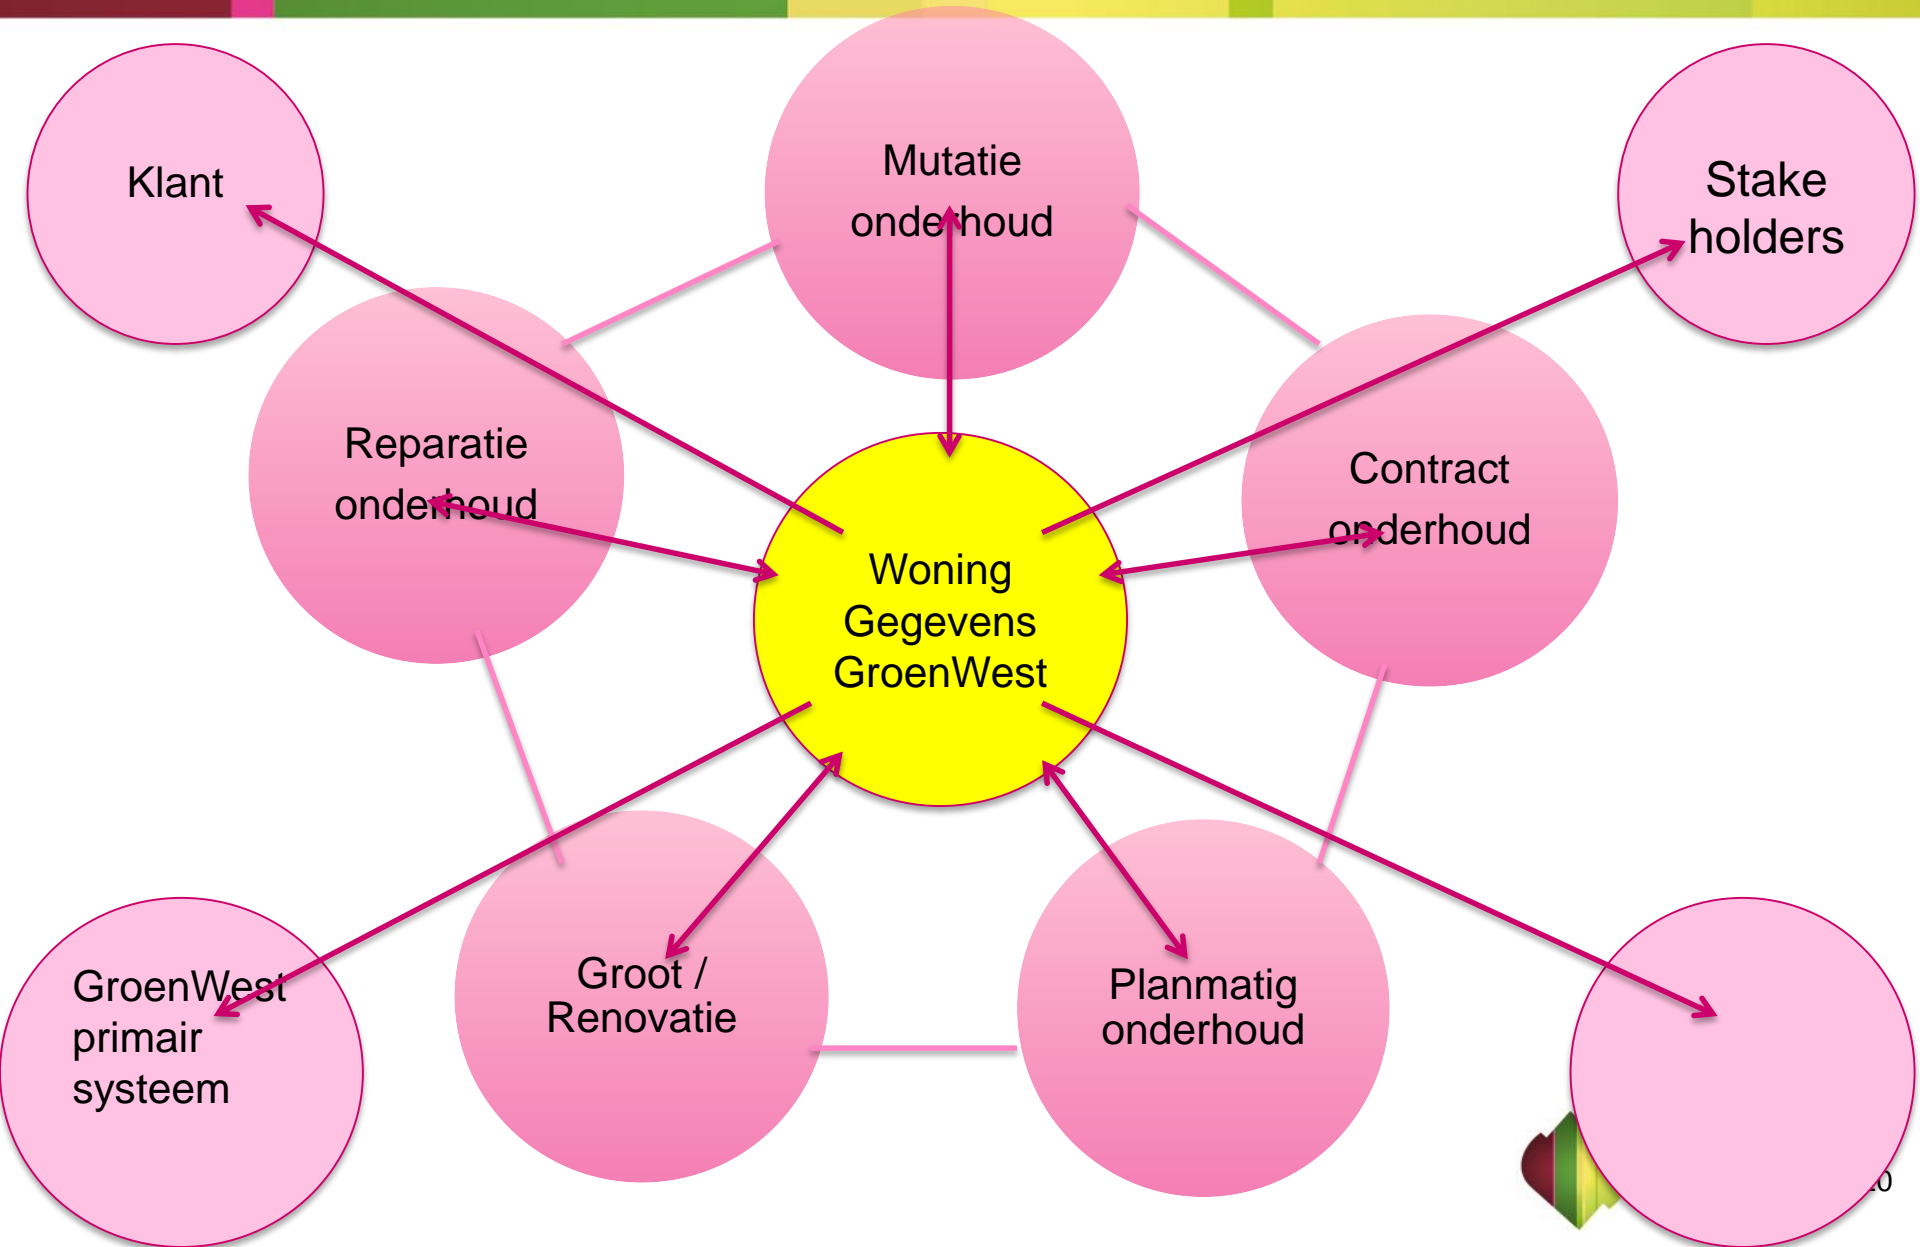 Klant
Mutatie
onderhoud
Stake
holders
Reparatie
onderhoud
Contract
onderhoud
Woning
Gegevens
GroenWest
GroenWest
primair
systeem
Groot /
Renovatie
Planmatig
onderhoud